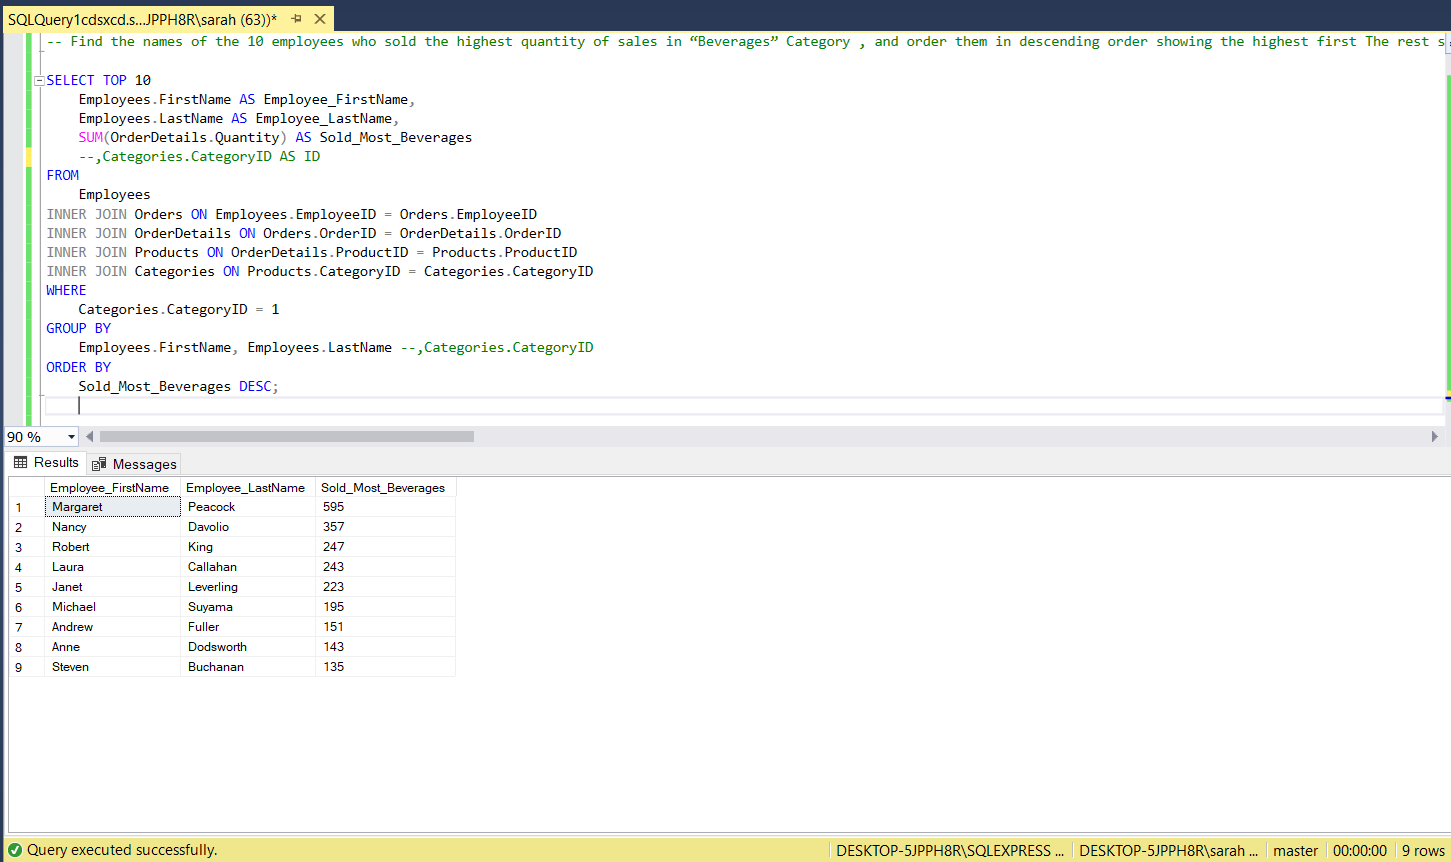 SQLQuery1cdsxcd.s...JPPH8R\sarah (63))*
-- Find the names of the 10 employees who sold the highest quantity of sales in “Beverages” Category , and order them in descending order showing the highest first The rest s
SELECT TOP 10
Employees.FirstName AS Employee_FirstName,
Employees.LastName AS Employee_LastName,
SUM(OrderDetails.Quantity) AS Sold_Most_Beverages
--,Categories.CategoryID AS ID
FROM
Employees
INNER JOIN Orders ON Employees.EmployeeID = Orders.EmployeeID
INNER JOIN OrderDetails ON Orders.OrderID = OrderDetails.OrderID
INNER JOIN Products ON OrderDetails.ProductID = Products.ProductID
INNER JOIN Categories ON Products.CategoryID = Categories.CategoryID
WHERE
Categories.CategoryID = 1
GROUP BY
Employees.FirstName, Employees.LastName --,Categories.CategoryID
ORDER BY
Sold_Most_Beverages DESC;
90 %
Results Messages
Employee_FirstName Employee_LastName Sold_Most_Beverages
1 Margaret Peacock 595
2 Nancy Davolio 357
3 Robert King 247
4 Laura Callahan 243
5 Janet Leverling 223
6 Michael Suyama 195
7 Andrew Fuller 151
8 Anne Dodsworth 143
9 Steven Buchanan 135
Query executed successfully. DESKTOP-5JPPH8R\SQLEXPRESS ... DESKTOP-5JPPH8R\sarah ... master 00:00:00 9 rows